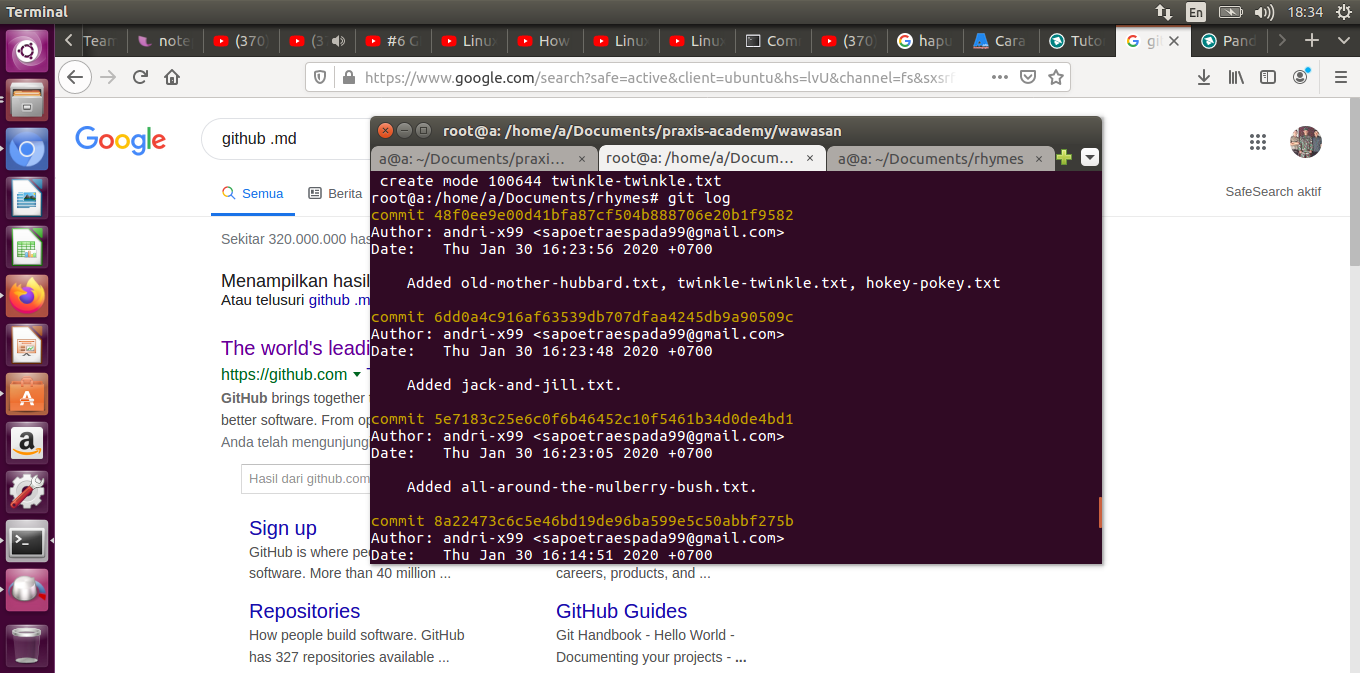 Terminal
En
18:34
Team
note
(370)
(3
#6 G
Linu
How
Linu
Linu
Com
(370)
hapu
Cara
Tuto
gi
Pand
https://www.google.com/search?safe=active&client=ubuntu&hs=lvU&channel=fs&sxsrf
Google
github .md
Semua
Berita
SafeSearch aktif
Sekitar 320.000.000 has
Menampilkan hasil
Atau telusuri github .m
The world's leadi
https://github.com
GitHub brings together
better software. From op
Anda telah mengunjung
Hasil dari github.com
Sign up
GitHub is where peo
software. More than 40 million ...
careers, products, and ...
Repositories
How people build software. GitHub
has 327 repositories available ...
GitHub Guides
Git Handbook - Hello World -
Documenting your projects - ...
root@a: /home/a/Documents/praxis-academy/wawasan
a@a: ~/Documents/praxi...
root@a: /home/a/Docum...
a@a: ~/Documents/rhymes
create mode 100644 twinkle-twinkle.txt
root@a:/home/a/Documents/rhymes# git log
commit 48f0ee9e00d41bfa87cf504b888706e20b1f9582
Author: andri-x99 <sapoetraespada99@gmail.com>
Date:   Thu Jan 30 16:23:56 2020 +0700
Added old-mother-hubbard.txt, twinkle-twinkle.txt, hokey-pokey.txt
commit 6dd0a4c916af63539db707dfaa4245db9a90509c
Author: andri-x99 <sapoetraespada99@gmail.com>
Date:   Thu Jan 30 16:23:48 2020 +0700
Added jack-and-jill.txt.
commit 5e7183c25e6c0f6b46452c10f5461b34d0de4bd1
Author: andri-x99 <sapoetraespada99@gmail.com>
Date:   Thu Jan 30 16:23:05 2020 +0700
Added all-around-the-mulberry-bush.txt.
commit 8a22473c6c5e46bd19de96ba599e5c50abbf275b
Author: andri-x99 <sapoetraespada99@gmail.com>
Date:   Thu Jan 30 16:14:51 2020 +0700